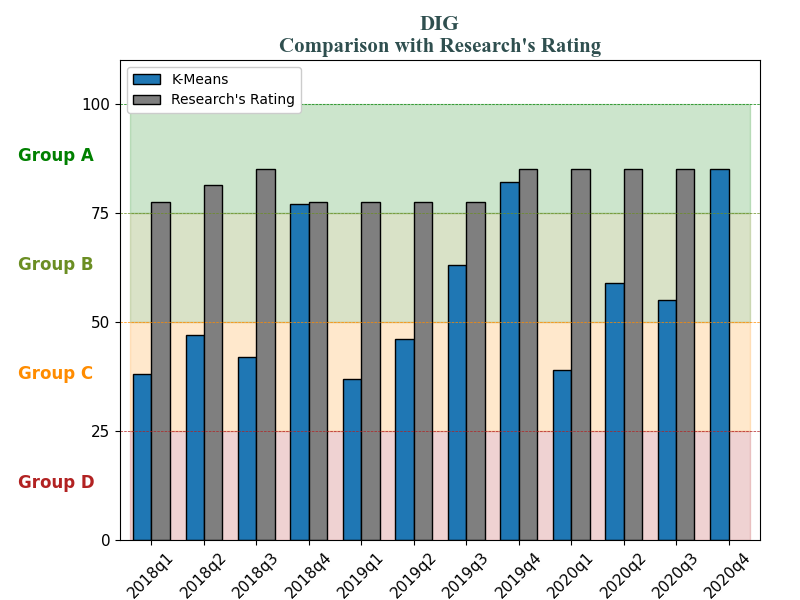 DIG
Comparison with Research's Rating
K-Means
Research's Rating
100
Group A
75
Group B
50
Group C
25
Group D
0
2018q1
2018q2
2018q3
2018q4
2019q1
2019q2
2019q3
2019q4
2020q1
2020q2
2020q3
2020q4